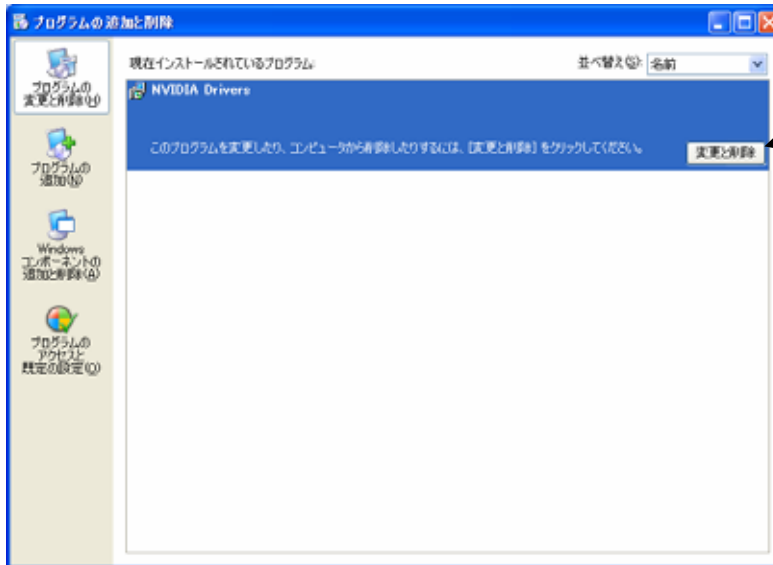 プログラムの追加と削除
プログラムの
変更と削除(H)
プログラムの
追加(N)
Windows
コンポーネントの
追加と削除(A)
プログラムの
アクセスと
既定の設定(O)
現在インストールされているプログラム:
並べ替え(S):
名前
NVIDIA Drivers
このプログラムを変更したり、コンピュータから削除したりするには、[変更と削除] をクリックしてください。
変更と削除